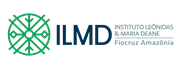 ILMD
INSTITUTO LEÔNIDAS
& MARIA DEANE
Fiocruz Amazônia